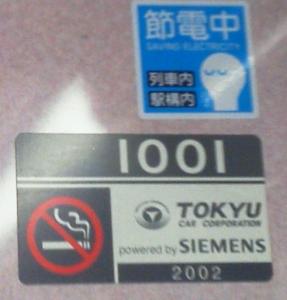 節電中
SAVING ELECTRICITY
列車内
駅構内
1001
TOKYU
CAR CORPORATION
powered by SIEMENS
2002